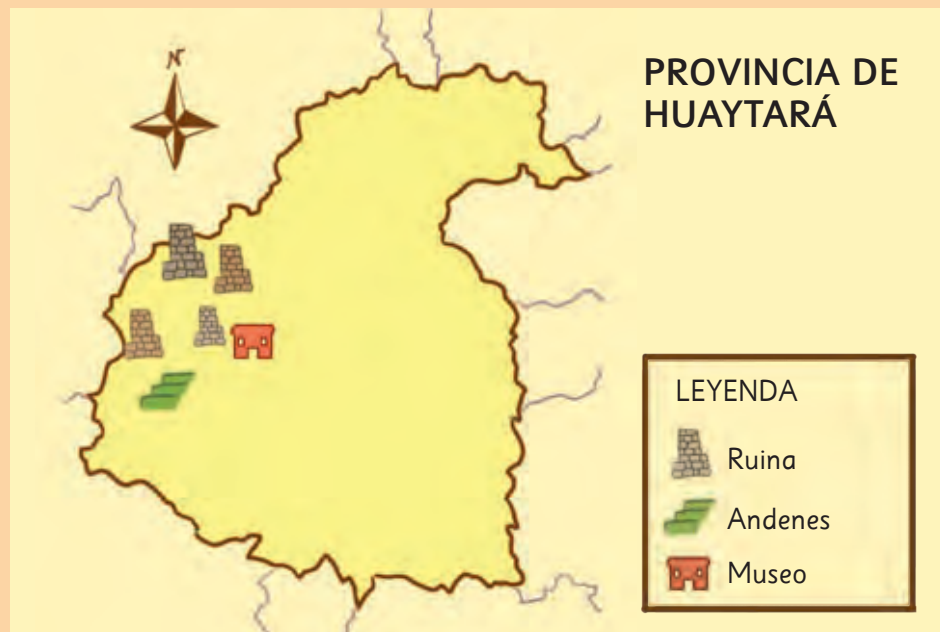 N
PROVINCIA DE
HUAYTARÁ
LEYENDA
Ruina
Andenes
Museo